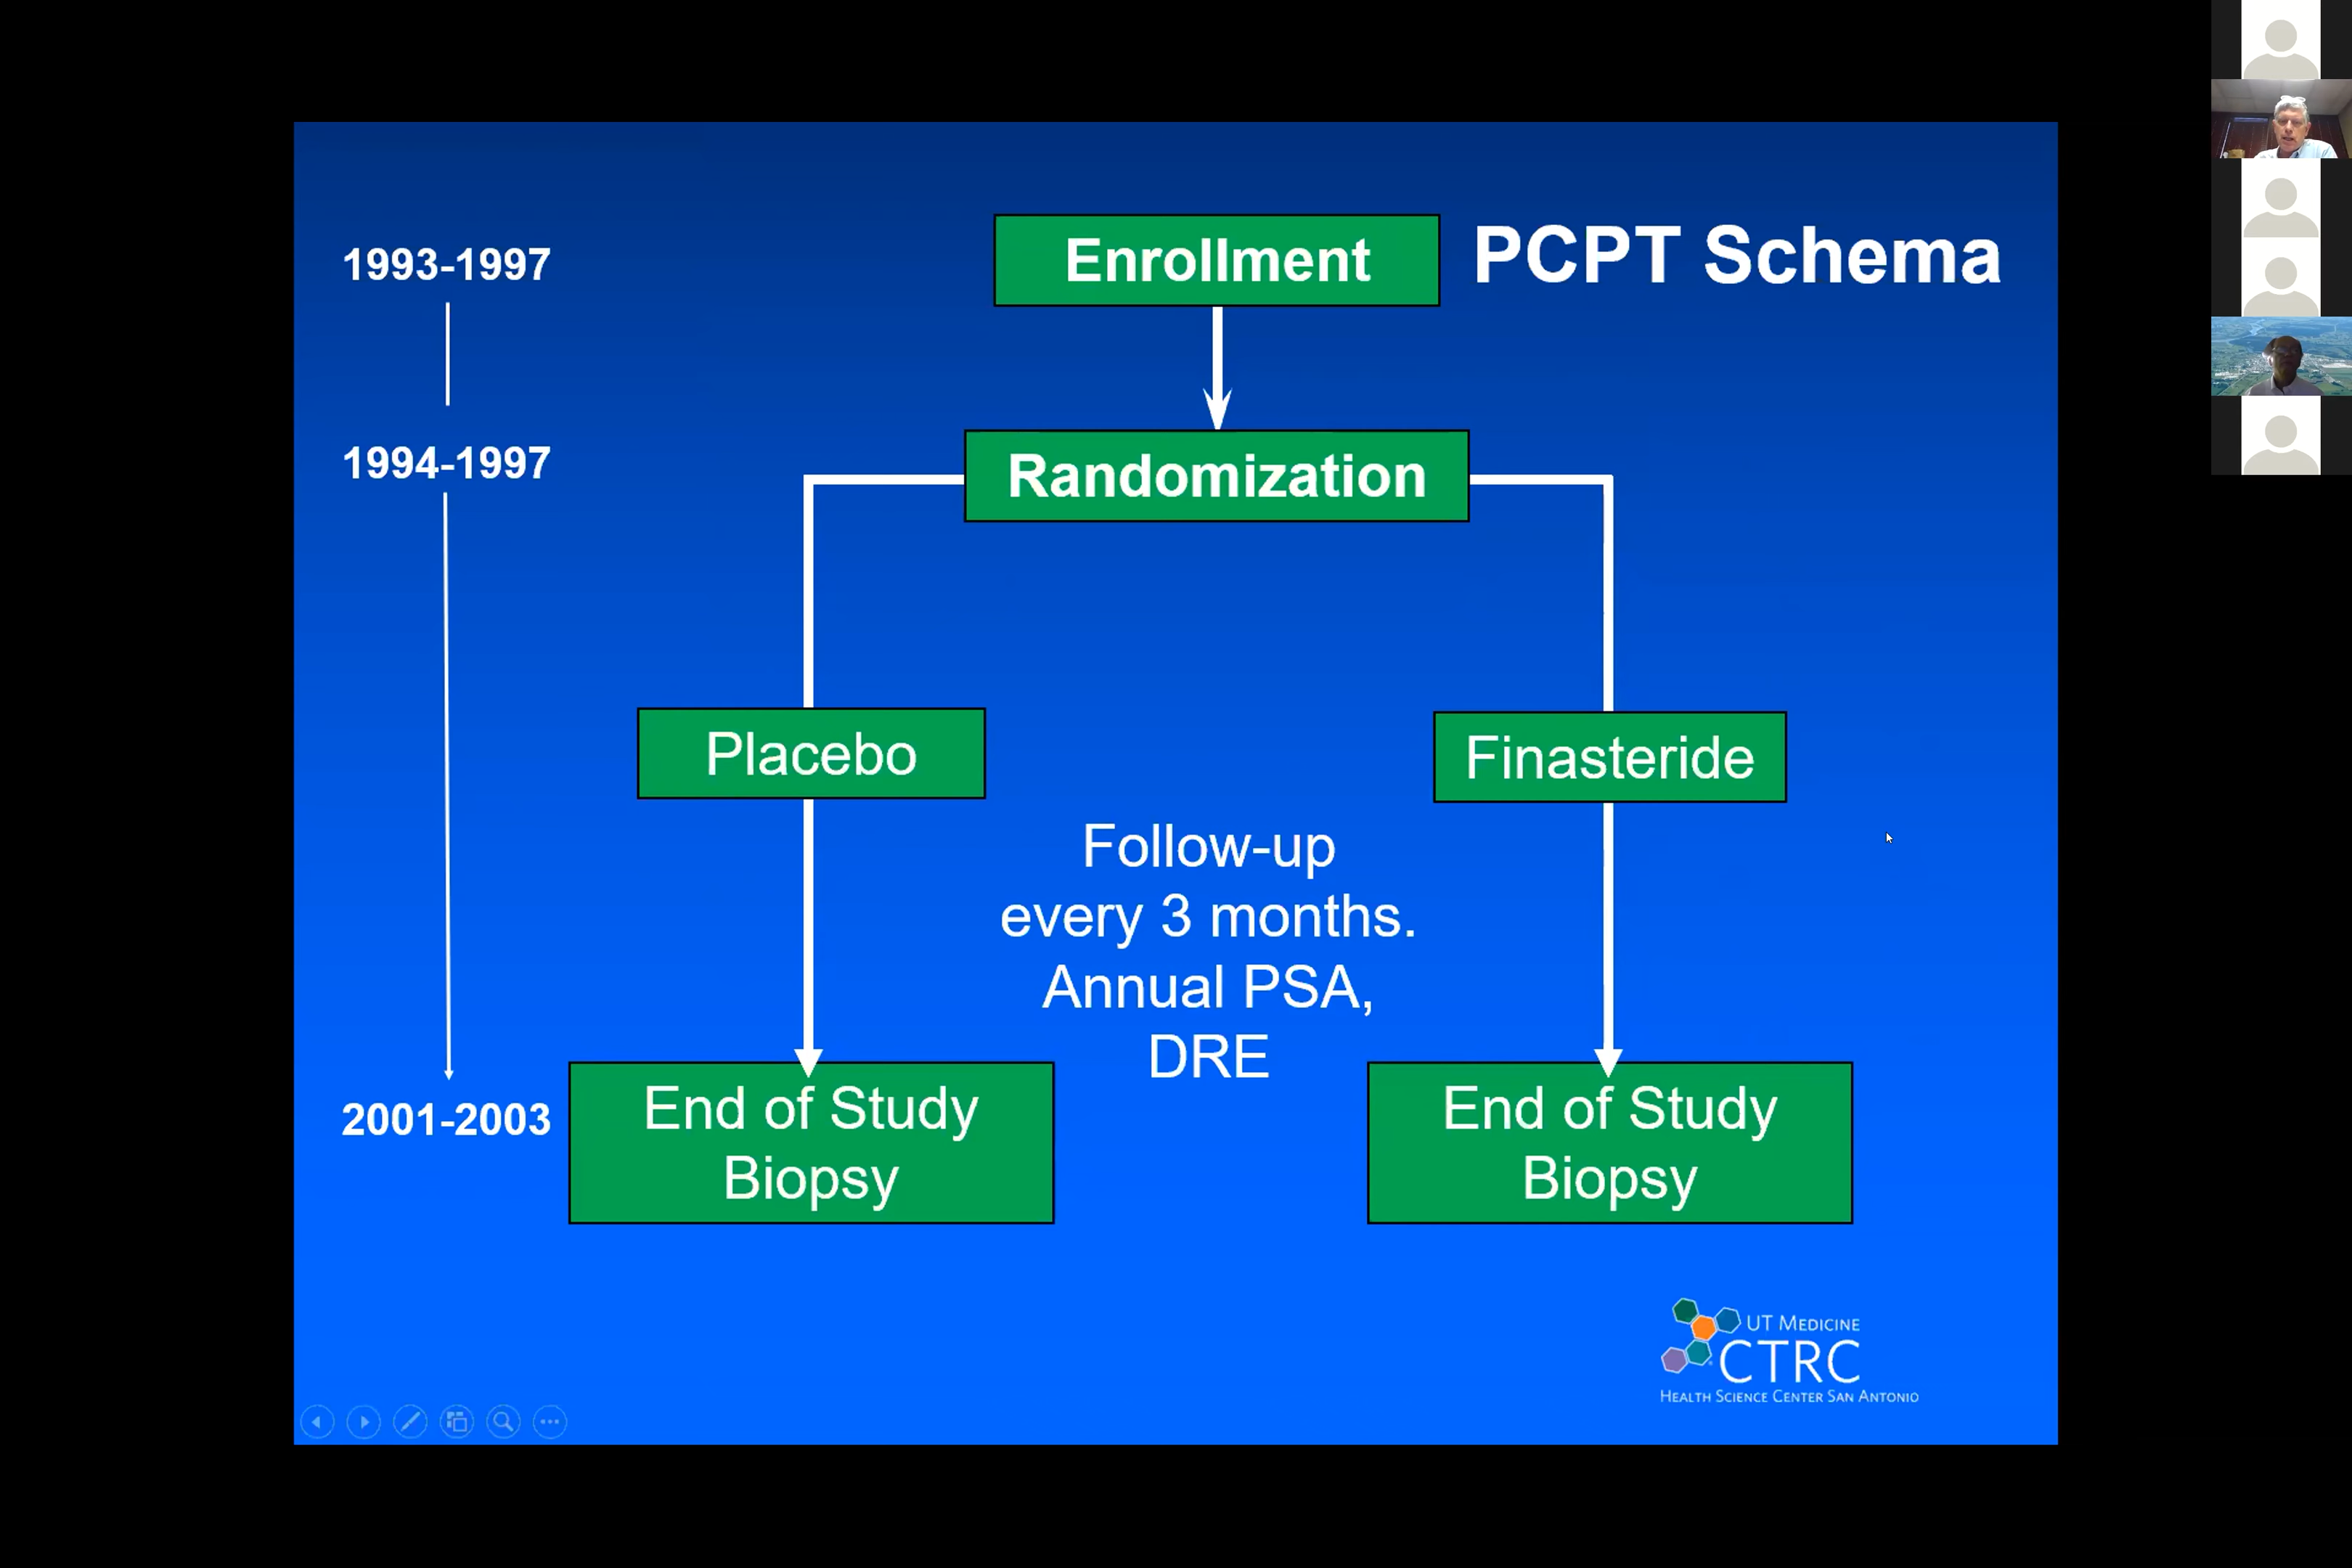 1993-1997
Enrollment
PCPT Schema
1994-1997
Randomization
Placebo
Finasteride
Follow-up
every 3 months.
Annual PSA,
DRE
2001-2003
End of Study
Biopsy
End of Study
Biopsy
UT MEDICINE
CTRC
HEALTH SCIENCE CENTER SAN ANTONIO